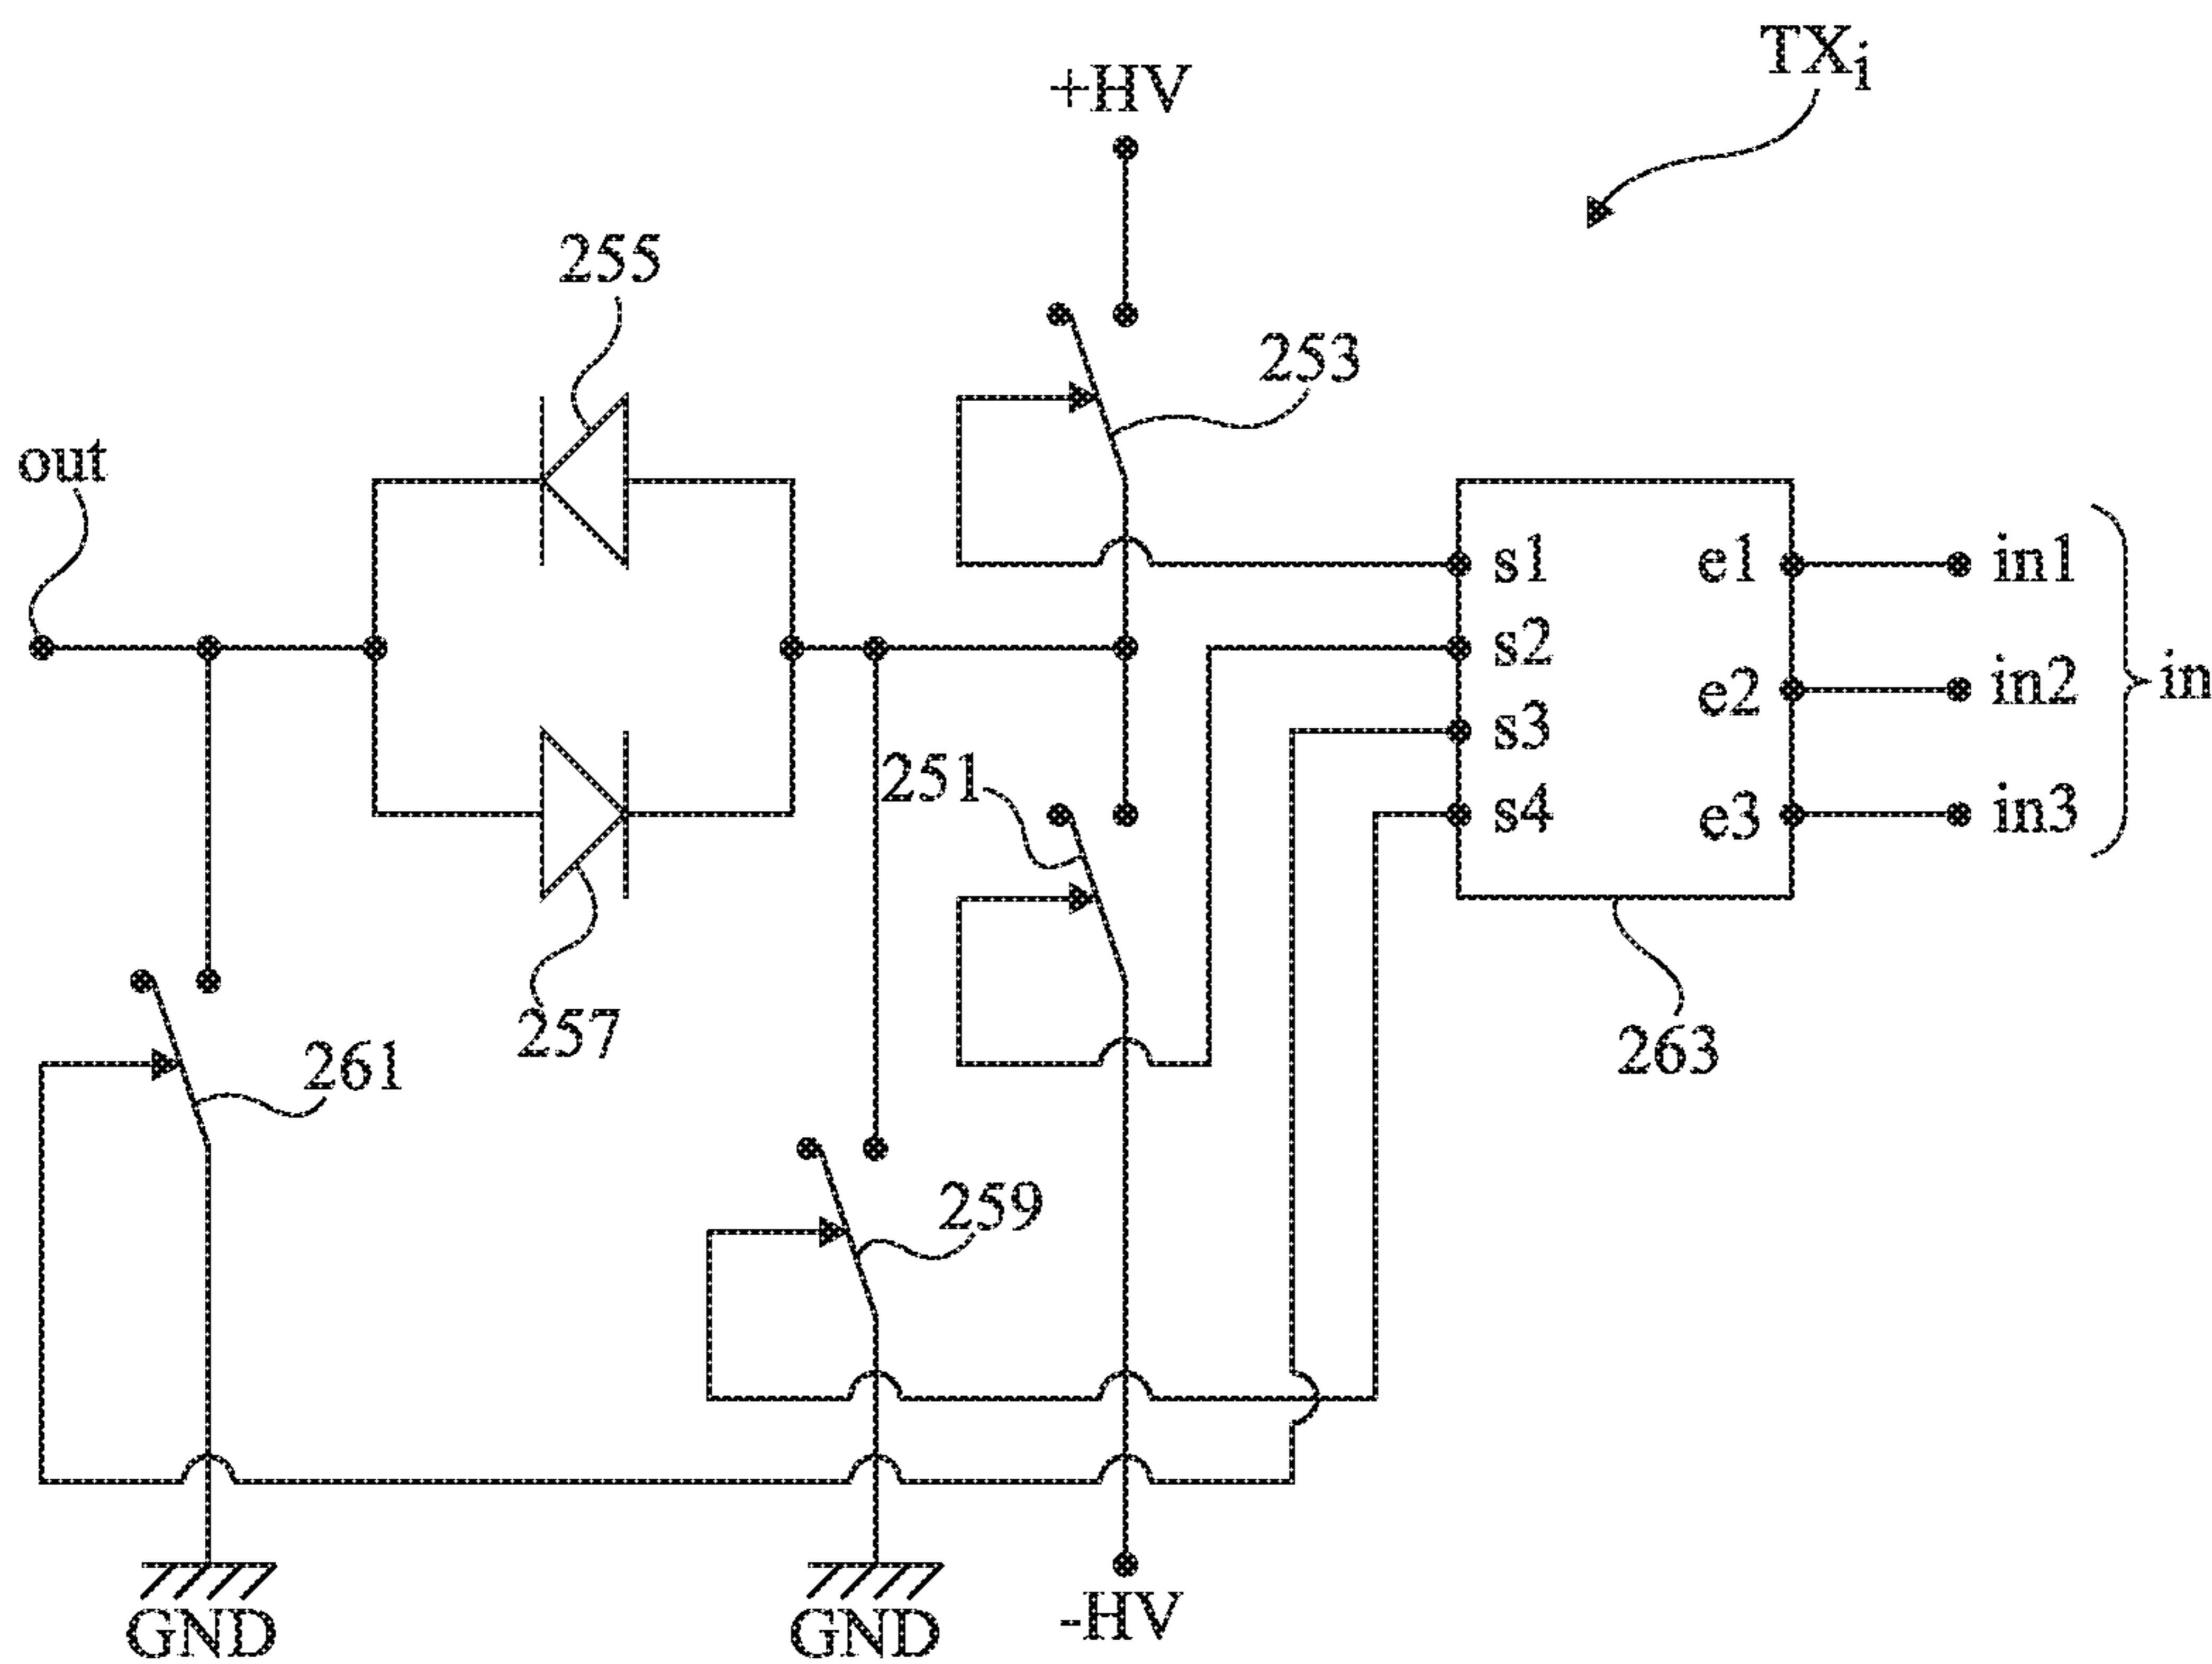 TXi
+HV
255
253
out
s1
e1
in1
s2
s3
e2
in2
in
251
s4
e3
in3
257
261
263
259
GND
GND
-HV